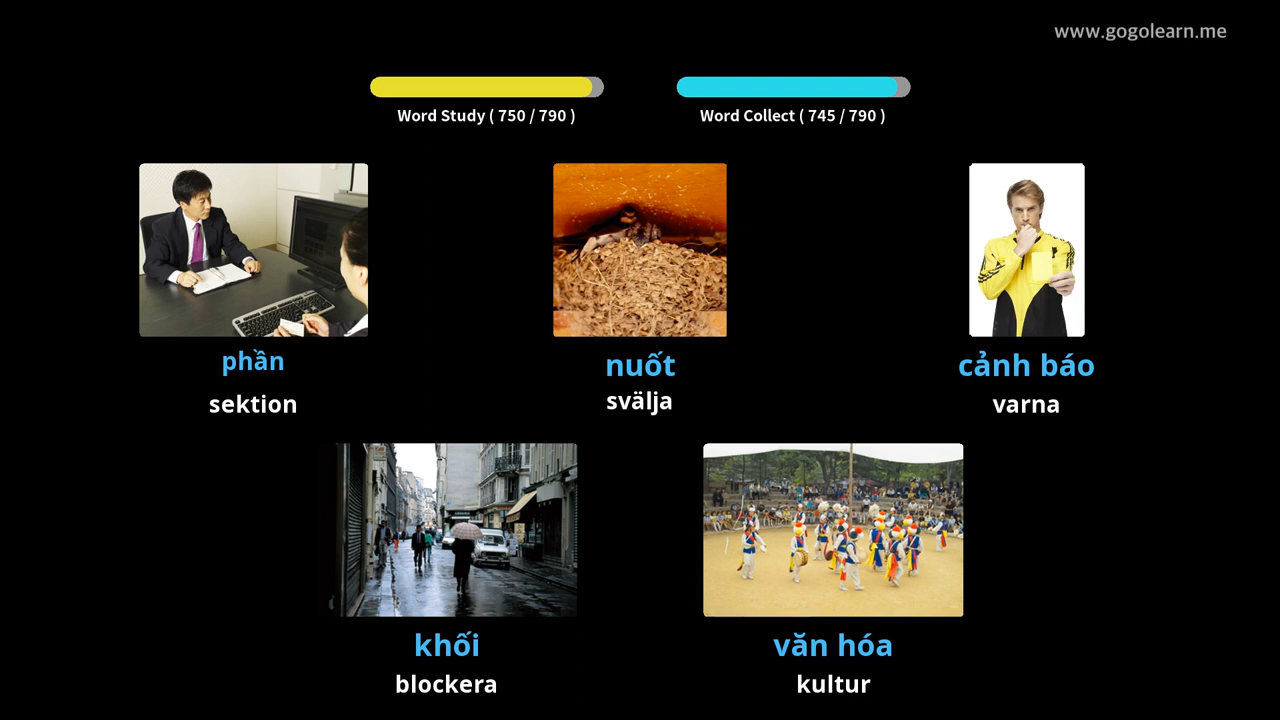 www.gogolearn.me
Word Study ( 750 / 790 )
Word Collect ( 745 / 790 )
phần
sektion
nuốt
svälja
cảnh báo
varna
khối
blockera
văn hóa
kultur